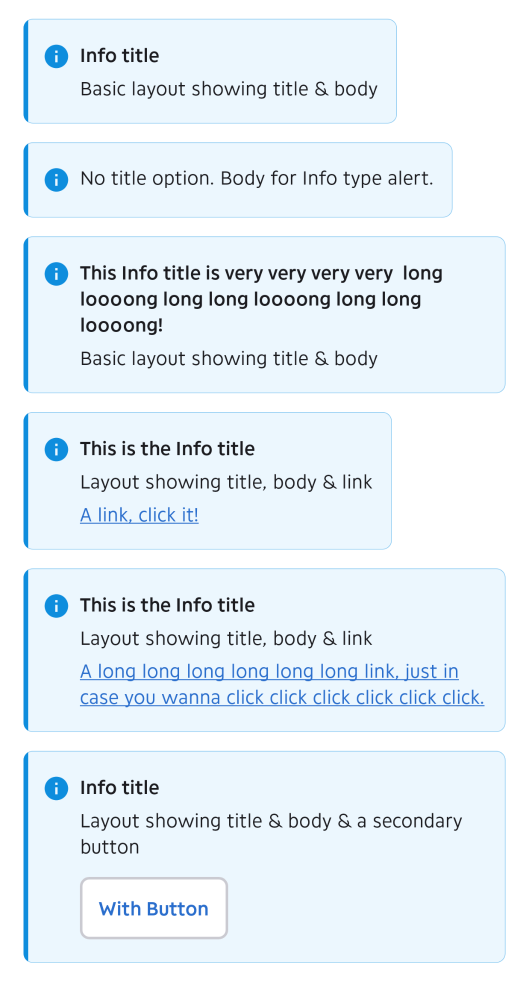 Info title
Basic layout showing title & body
No title option. Body for Info type alert.
This Info title is very very very very  long
loooong long long loooong long long
loooong!
Basic layout showing title & body
This is the Info title
Layout showing title, body & link
A link, click it!
This is the Info title
Layout showing title, body & link
A long long long long long long link, just in
case you wanna click click click click click click.
Info title
Layout showing title & body & a secondary
button
With Button